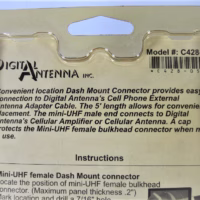 Model #: C428
DIGITAL
ANTENNA INC.
Convenient location Dash Mount Connector provides easy
connection to Digital Antenna's Cell Phone External
Antenna Adapter Cable. The 5' length allows for convenient
placement. The mini-UHF male end connects to Digital
Antenna's Cellular Amplifier or Cellular Antenna. A cap
protects the Mini-UHF female bulkhead connector when n
use.
Instructions
Mini-UHF female Dash Mount connector
Locate the position of mini-UHF female bulkhead
connector. (Maximum panel thickness .2")
Mark location and drill a 7/16" hole